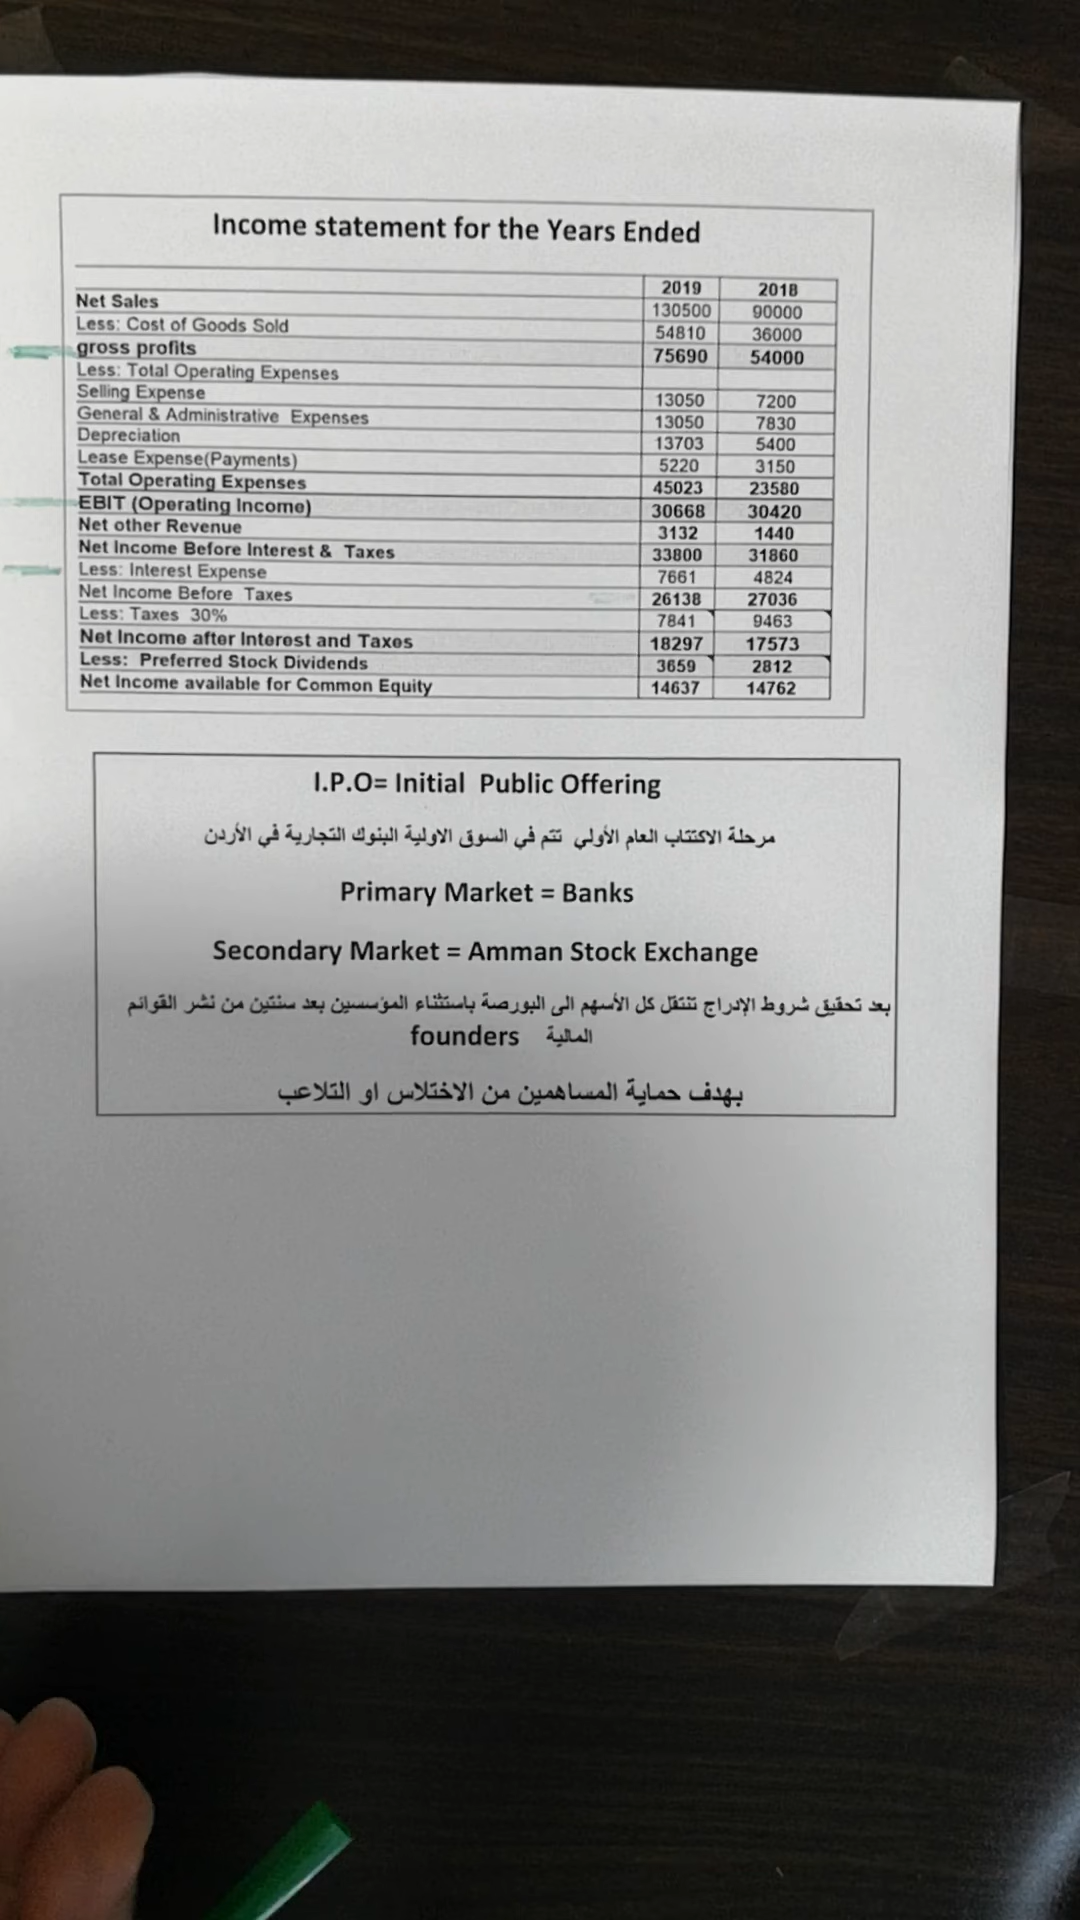 Income statement for the Years Ended
2019 2018
Net Sales 130500 90000
Less: Cost of Goods Sold 54810 36000
gross profits 75690 54000
Less: Total Operating Expenses
Selling Expense 13050 7200
General & Administrative Expenses 13050 7830
Depreciation 13703 5400
Lease Expense(Payments) 5220 3150
Total Operating Expenses 45023 23580
EBIT (Operating Income) 30668 30420
Net other Revenue 3132 1440
Net Income Before Interest & Taxes 33800 31860
Less: Interest Expense 7661 4824
Net Income Before Taxes 26138 27036
Less: Taxes 30% 7841 9463
Net Income after Interest and Taxes 18297 17573
Less: Preferred Stock Dividends 3659 2812
Net Income available for Common Equity 14637 14762
I.P.O= Initial Public Offering
مرحلة الاكتتاب العام الأولي تتم في السوق الاولية البنوك التجارية في الأردن
Primary Market = Banks
Secondary Market = Amman Stock Exchange
بعد تحقيق شروط الإدراج تنتقل كل الأسهم الى البورصة باستثناء المؤسسين بعد سنتين من نشر القوائم
المالية founders
بهدف حماية المساهمين من الاختلاس او التلاعب